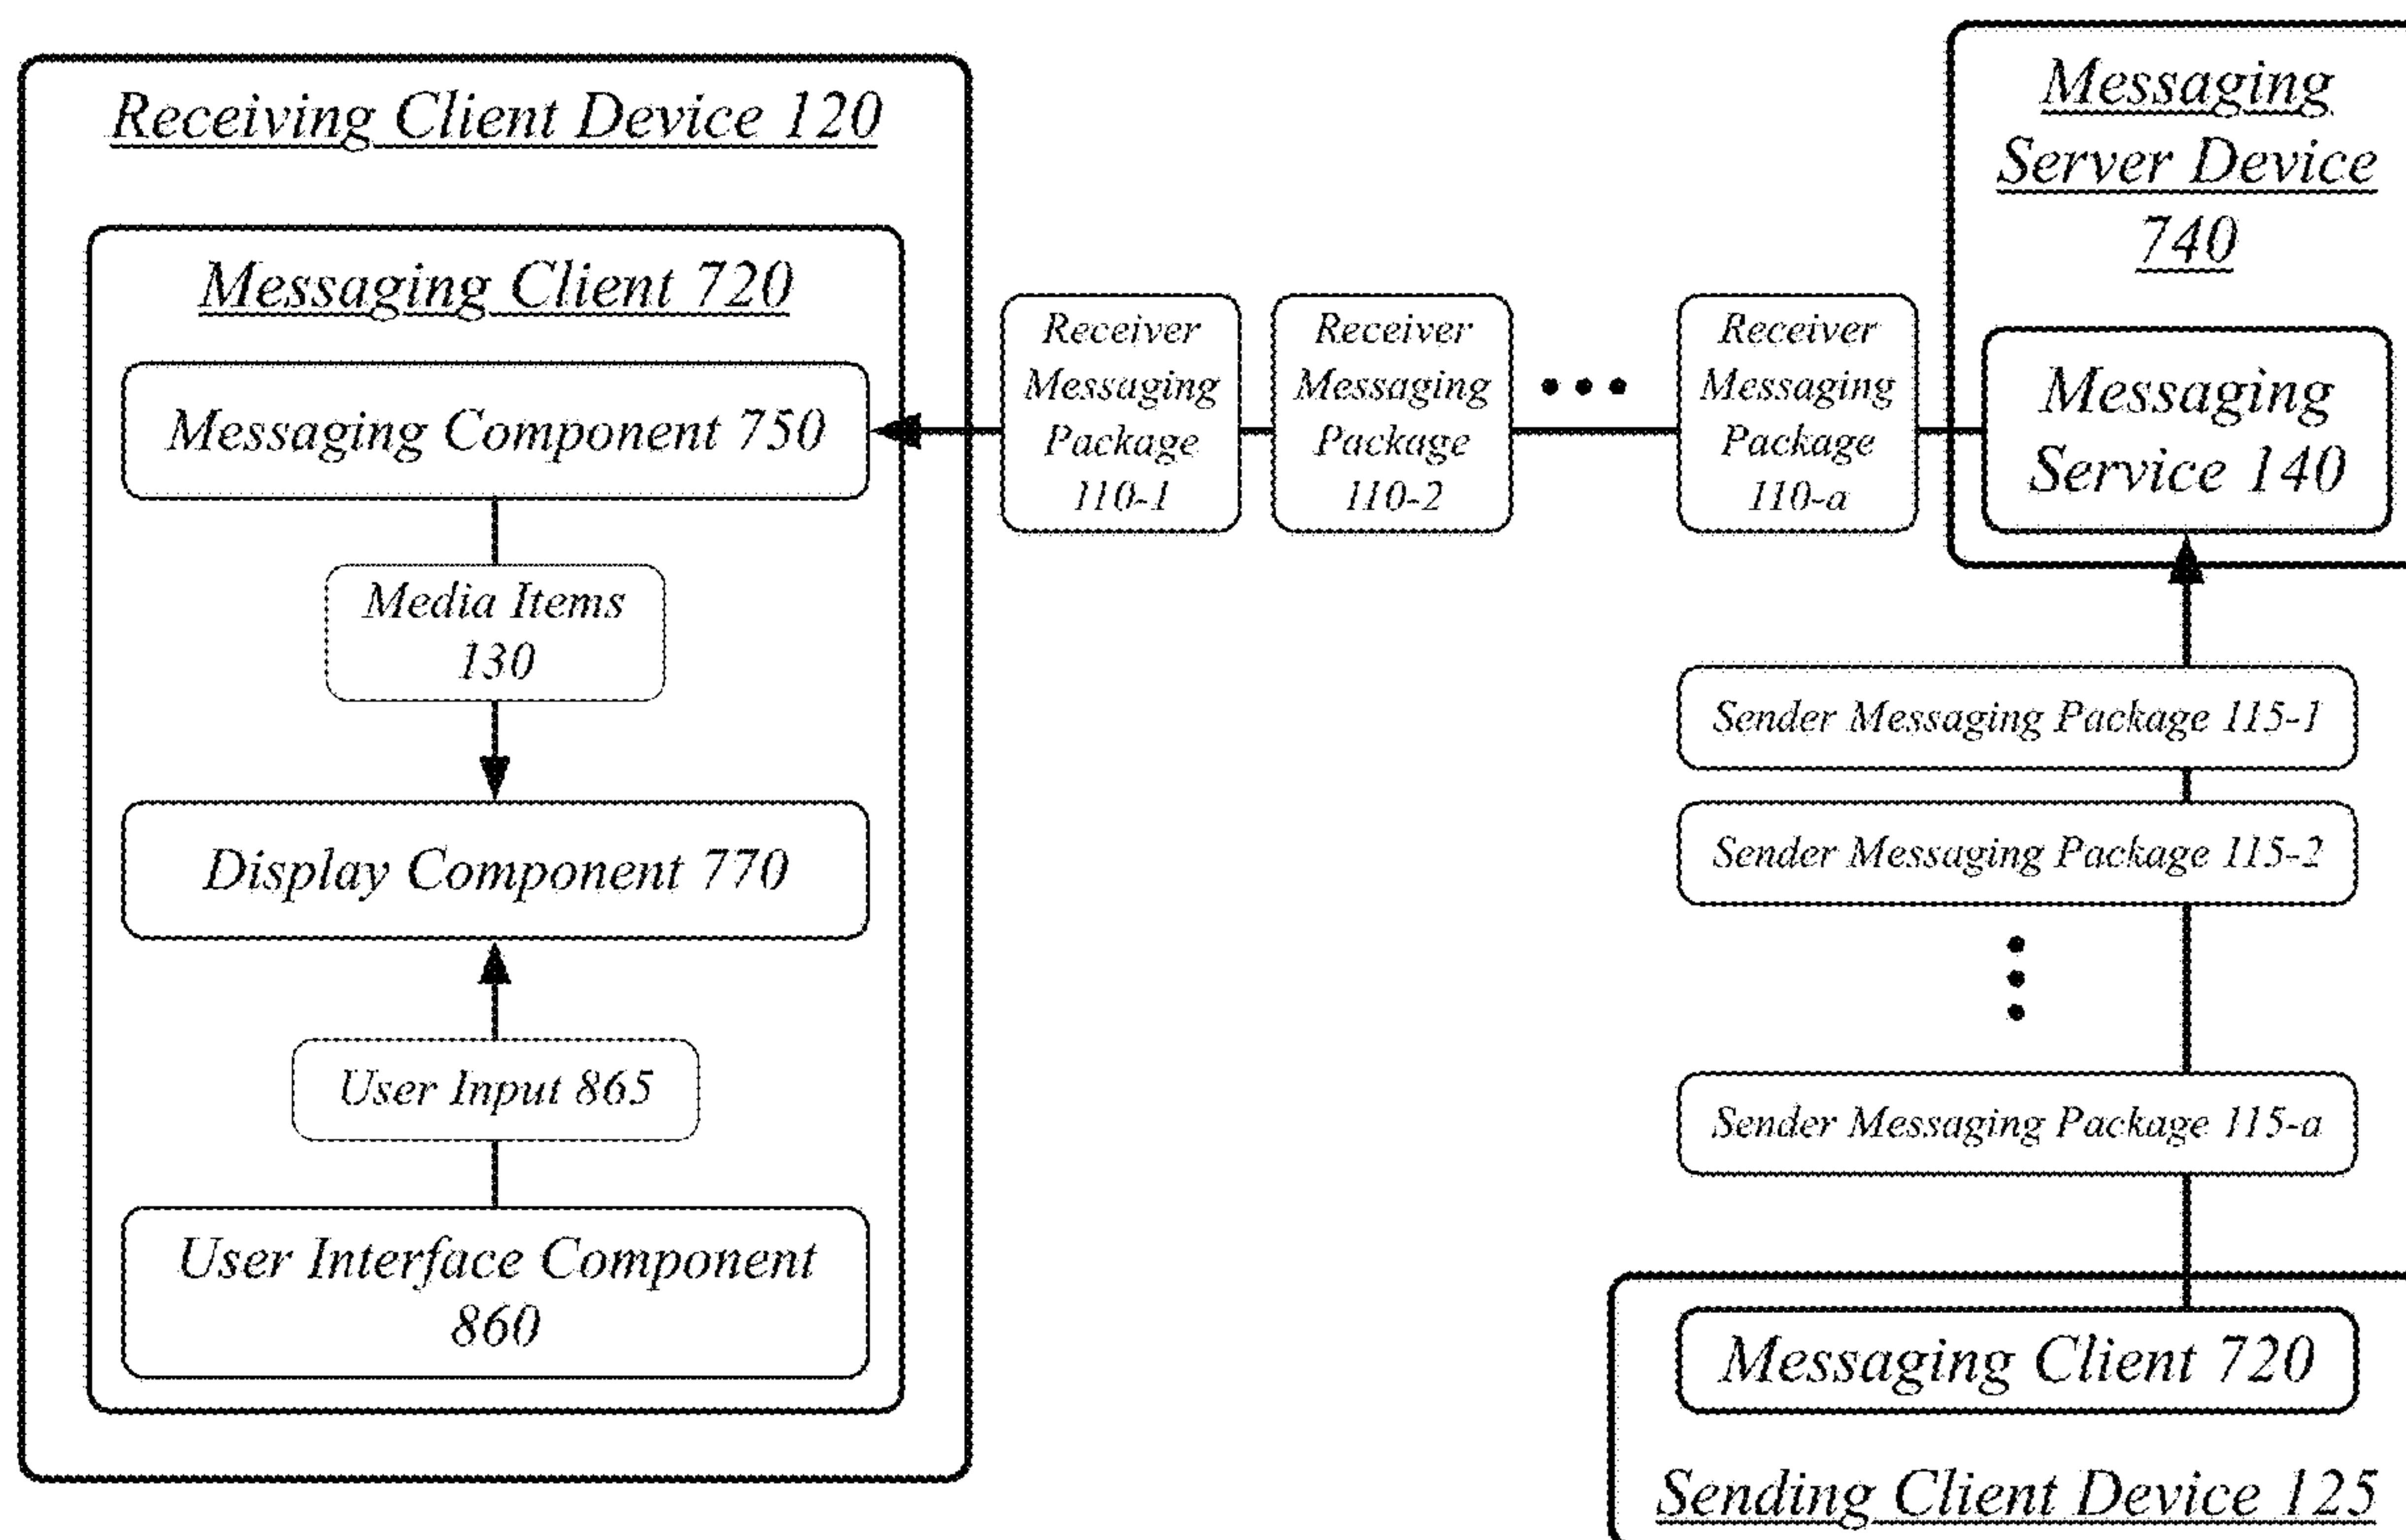 Receiving Client Device 120
Messaging Client 720
Messaging Component 750
Media Items
130
Display Component 770
User Input 865
User Interface Component
860
Receiver
Messaging
Package
110-1
Receiver
Messaging
Package
110-2
Receiver
Messaging
Package
110-a
Messaging
Server Device
740
Messaging
Service 140
Sender Messaging Package 115-1
Sender Messaging Package 115-2
Sender Messaging Package 115-a
Messaging Client 720
Sending Client Device 125